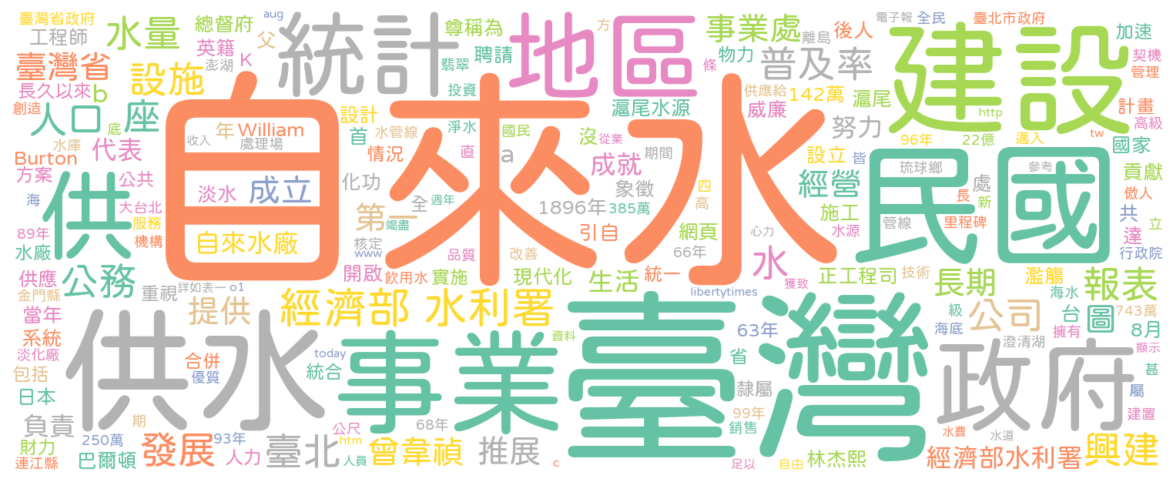 臺灣省政府 總督府 aug 統計 地區 方 事業處 離島 電子報 全民 臺北市政府
工程師 水量 英籍 父 尊稱為 聘請 翡翠 物力 普及率 後人 建設 加速
臺灣省 設施 澎湖 K 投資 條 供應給 142萬 滬尾 契機 管理
長久以來 b 自來水 設計 滬尾水源 威廉 http 計畫
創造 人口 座 底 年 William 首 水管線 淨水 國民 沒 從業 努力 96年 22億 邁入 tw 高級
水庫 代表 收入 處理場 情況 直 a 成就 期間 設立 皆 民國 國家
Burton 方案 供 公共 淡水 成立 化功 象徵 四 高 經營 琉球鄉 處 參考 貢獻
海 大台北 服務 第一 全 週年 竭盡 1896年 385萬 施工 水源 管線 長 新 里程碑 傲人 共 立
89年 水廠 機構 自來水廠 核定 www 品質 改善 引自 66年 網頁 心力 達 行政院
供應 公務 詳如表一 o1 開啟 飲用水 實施 現代化 生活 統一 水 獲致 正工程司 技術 長期 濫觴 海水 報表
金門縣 重視 提供 經濟部 水利署 libertytimes 級 公司 台 圖 743萬
當年 系統 供水 事業 臺灣 63年 海底 澄清湖 擁有 8月 顯示
淡化廠 包括 合併 優質 today 統合 資料 省 政府 甚
日本 隸屬 屬
負責 期 公尺 68年 99年 建置
財力 250萬 93年 htm 銷售 水費 水道
連江縣 巴爾頓 發展 人力 臺北 人員 曾韋禎 推展 c 足以 自由 林杰熙 經濟部水利署 興建